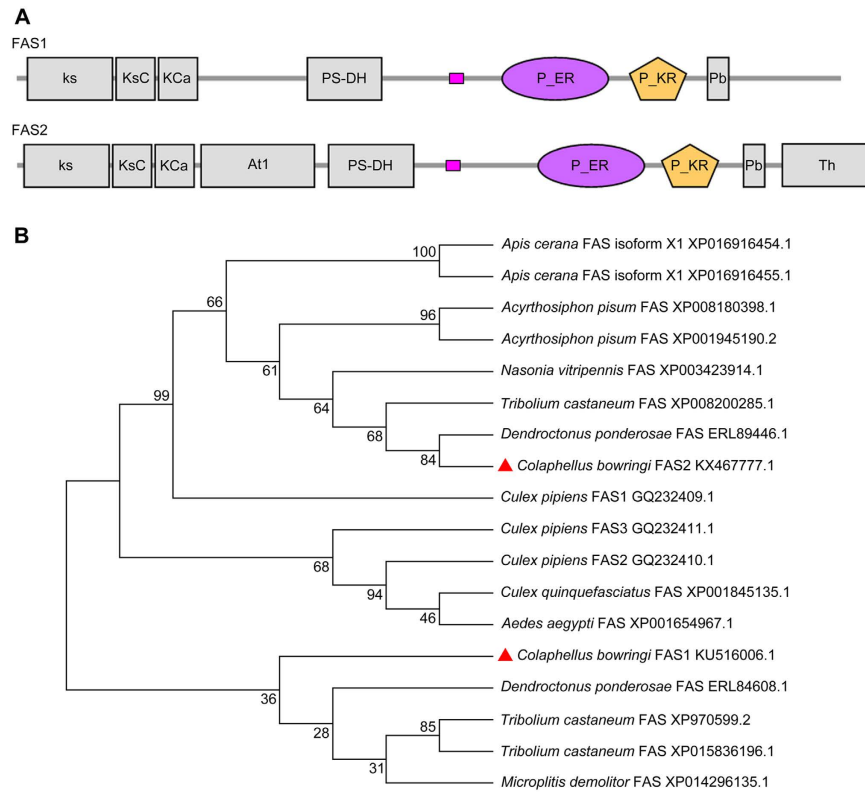 A
FAS1
ks KsC KCa PS-DH P_ER P_KR Pb
FAS2
ks KsC KCa At1 PS-DH P_ER P_KR Pb Th
B
100 Apis cerana FAS isoform X1 XP016916454.1
Apis cerana FAS isoform X1 XP016916455.1
66
96 Acyrthosiphon pisum FAS XP008180398.1
Acyrthosiphon pisum FAS XP001945190.2
61 Nasonia vitripennis FAS XP003423914.1
99
64 Tribolium castaneum FAS XP008200285.1
68 Dendroctonus ponderosae FAS ERL89446.1
84 Colaphellus bowringi FAS2 KX467777.1
Culex pipiens FAS1 GQ232409.1
Culex pipiens FAS3 GQ232411.1
68 Culex pipiens FAS2 GQ232410.1
94 Culex quinquefasciatus FAS XP001845135.1
46 Aedes aegypti FAS XP001654967.1
Colaphellus bowringi FAS1 KU516006.1
36 Dendroctonus ponderosae FAS ERL84608.1
28 85 Tribolium castaneum FAS XP970599.2
Tribolium castaneum FAS XP015836196.1
31 Microplitis demolitor FAS XP014296135.1